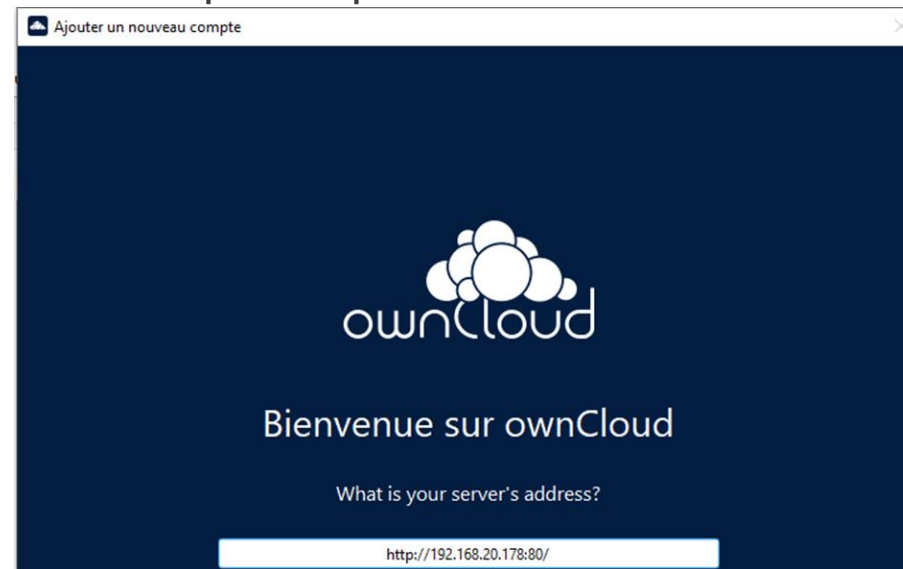 Ajouter un nouveau compte
ownCloud
Bienvenue sur ownCloud
What is your server's address?
http://192.168.20.178:80/